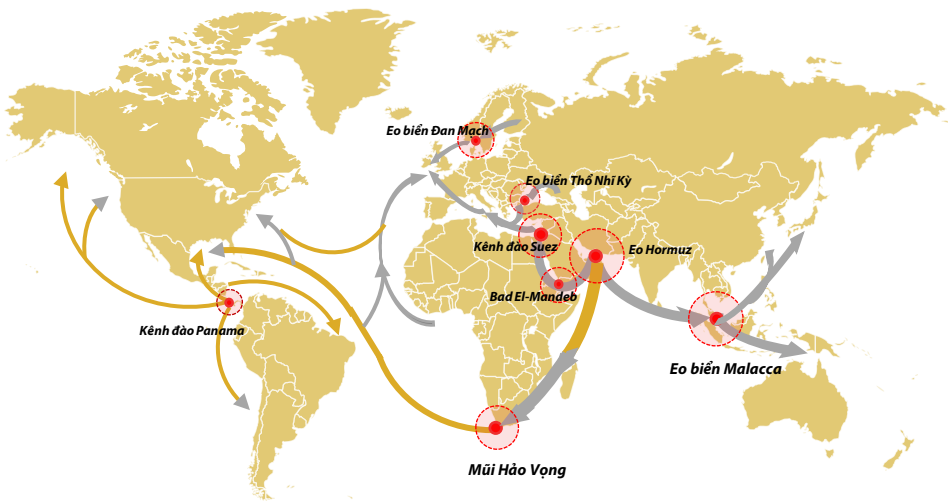 Eo biển Đan Mạch
Eo biển Thổ Nhĩ Kỳ
Kênh đào Suez
Eo Hormuz
Bad El-Mandeb
Kênh đào Panama
Eo biển Malacca
Mũi Hảo Vọng